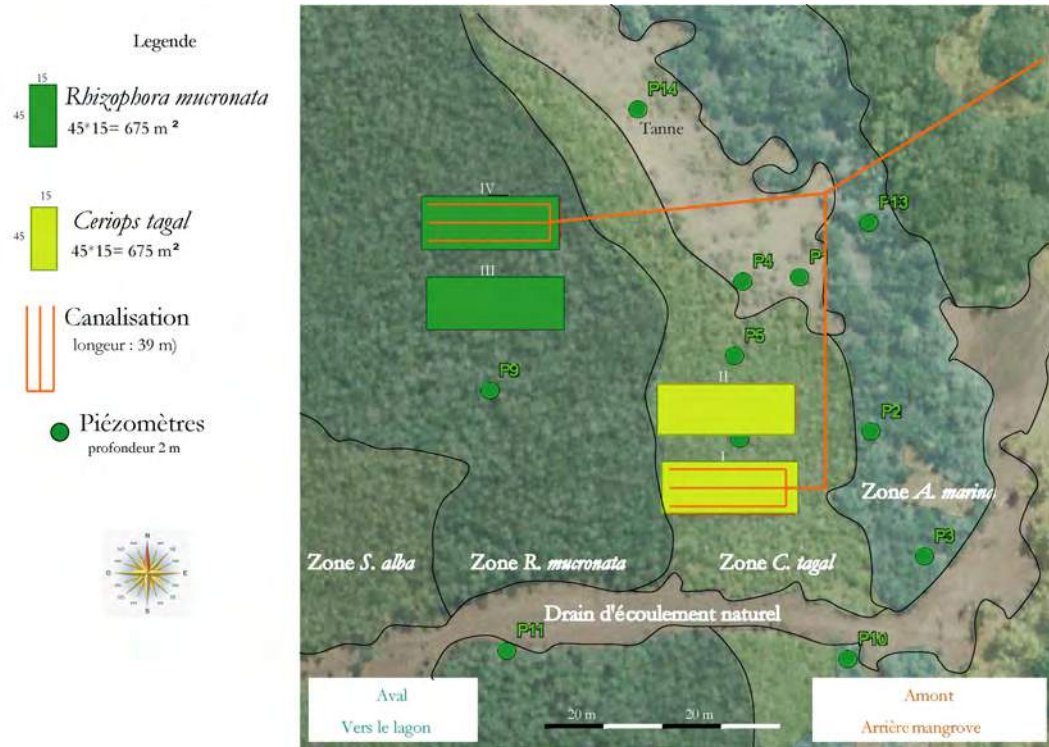 Legende
15
45
Rhizophora mucronata
45*15= 675 m ²
15
45
Ceriops tagal
45*15= 675 m ²
Canalisation
longeur : 39 m)
Piézomètres
profondeur 2 m
N
E
S
O
P14
Tanne
IV
P13
III
P4
P5
P9
II
P2
I
Zone A. marina
P3
Zone S. alba
Zone R. mucronata
Zone C. tagal
Drain d'écoulement naturel
P11
P10
Aval
Vers le lagon
20 m
20 m
Amont
Arrière mangrove